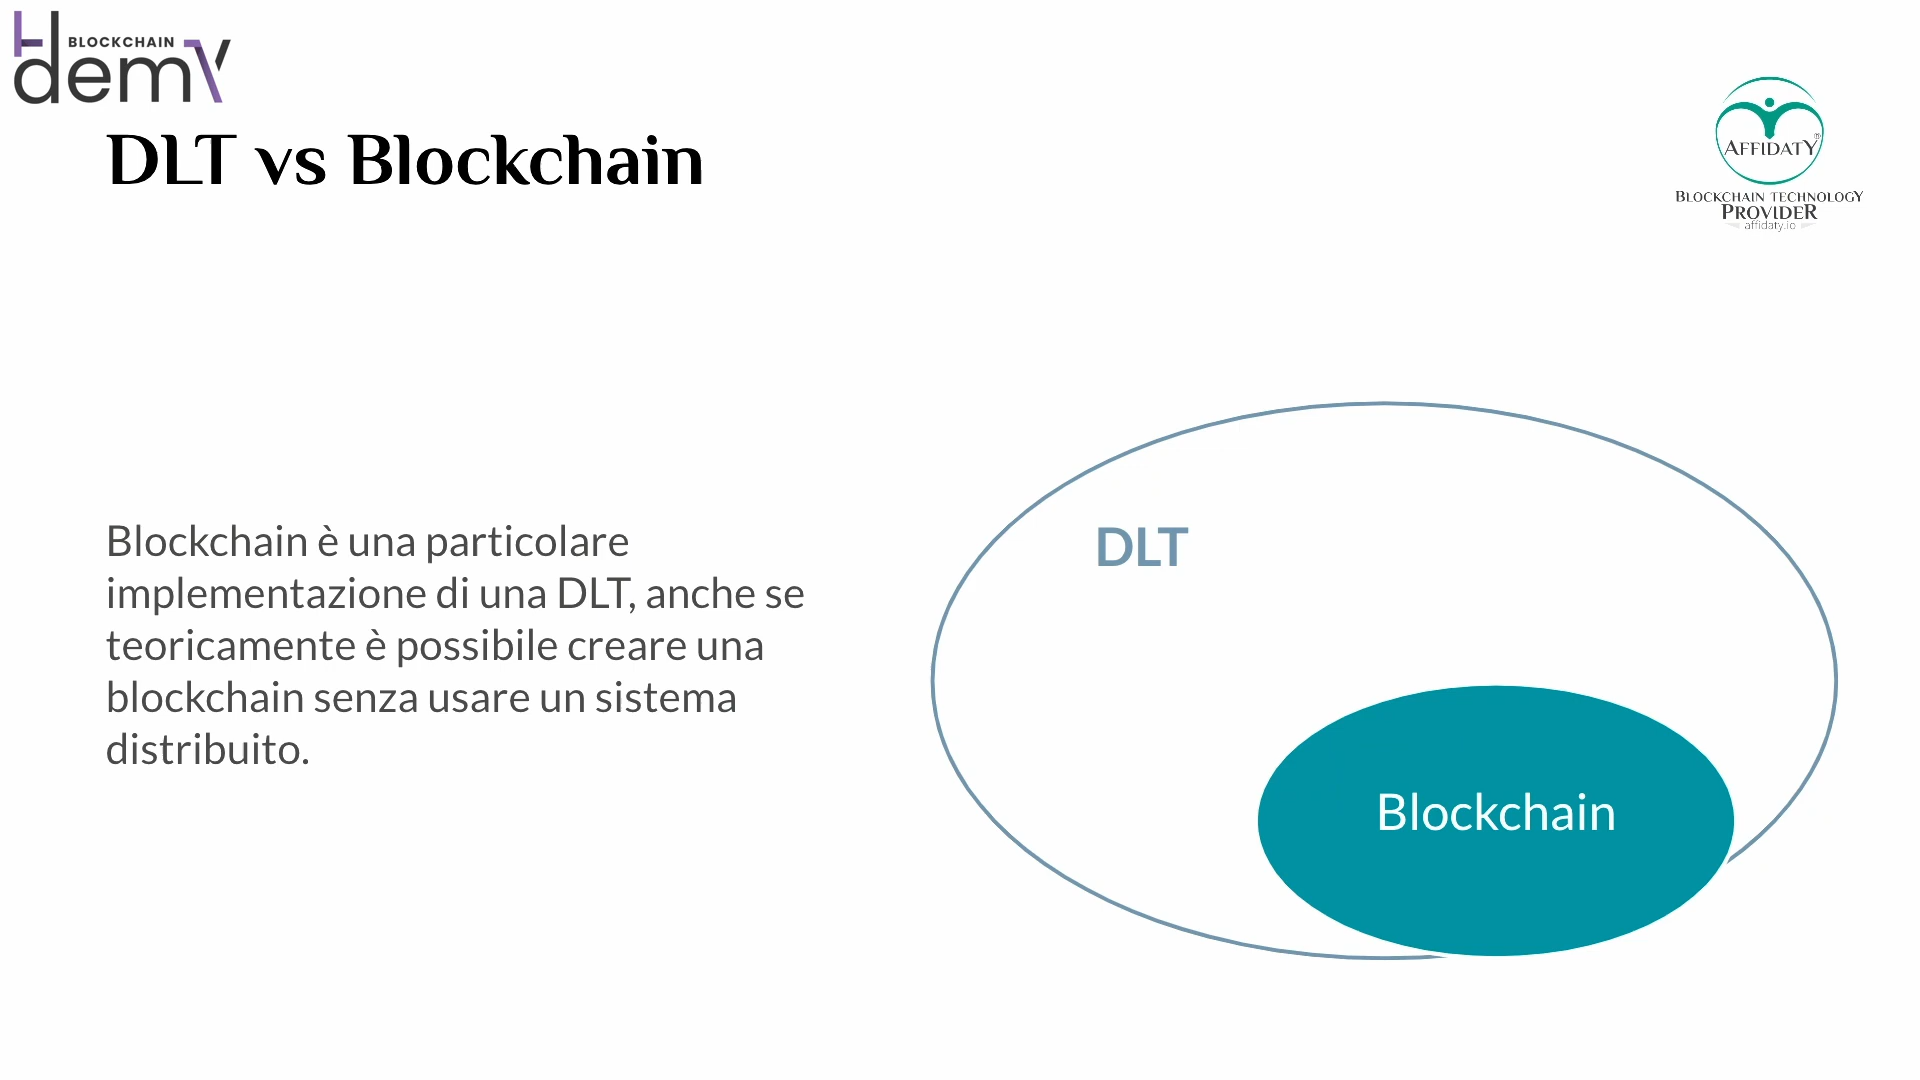 BLOCKCHAIN
demy
DLT vs Blockchain
AFFIDATY®
BLOCKCHAIN TECHNOLOGY
PROVIDER
affidaty.io
Blockchain è una particolare
implementazione di una DLT, anche se
teoricamente è possibile creare una
blockchain senza usare un sistema
distribuito.
DLT
Blockchain